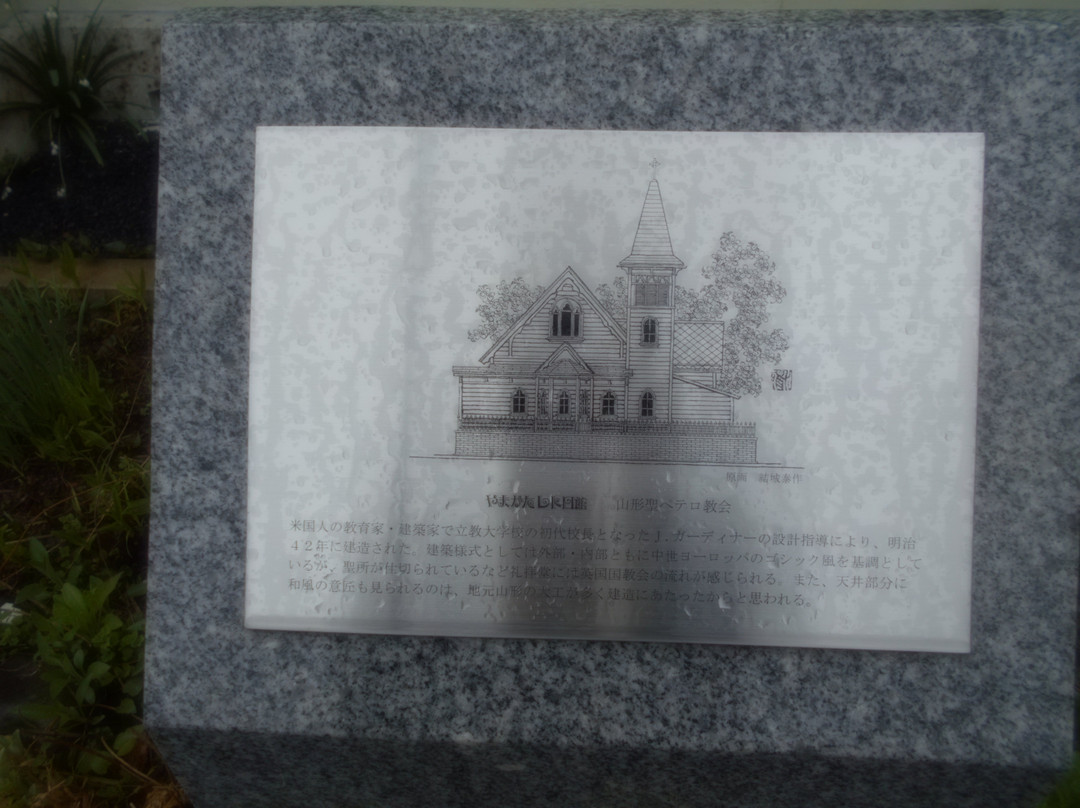 原画 結城泰作
山形聖ペテロ教会
米国人の教育家・建築家で立教大学校の初代校長となったJ.ガーディナーの設計指導により、明治
42年に建造された。建築様式としては外部・内部ともに中世ヨーロッパのゴシック風を基調として
いるが、聖所が仕切られているなど礼拝堂には英国国教会の流れが感じられる。また、天井部分に
和風の意匠も見られるのは、地元山形の大工が多く建造にあたったからと思われる。